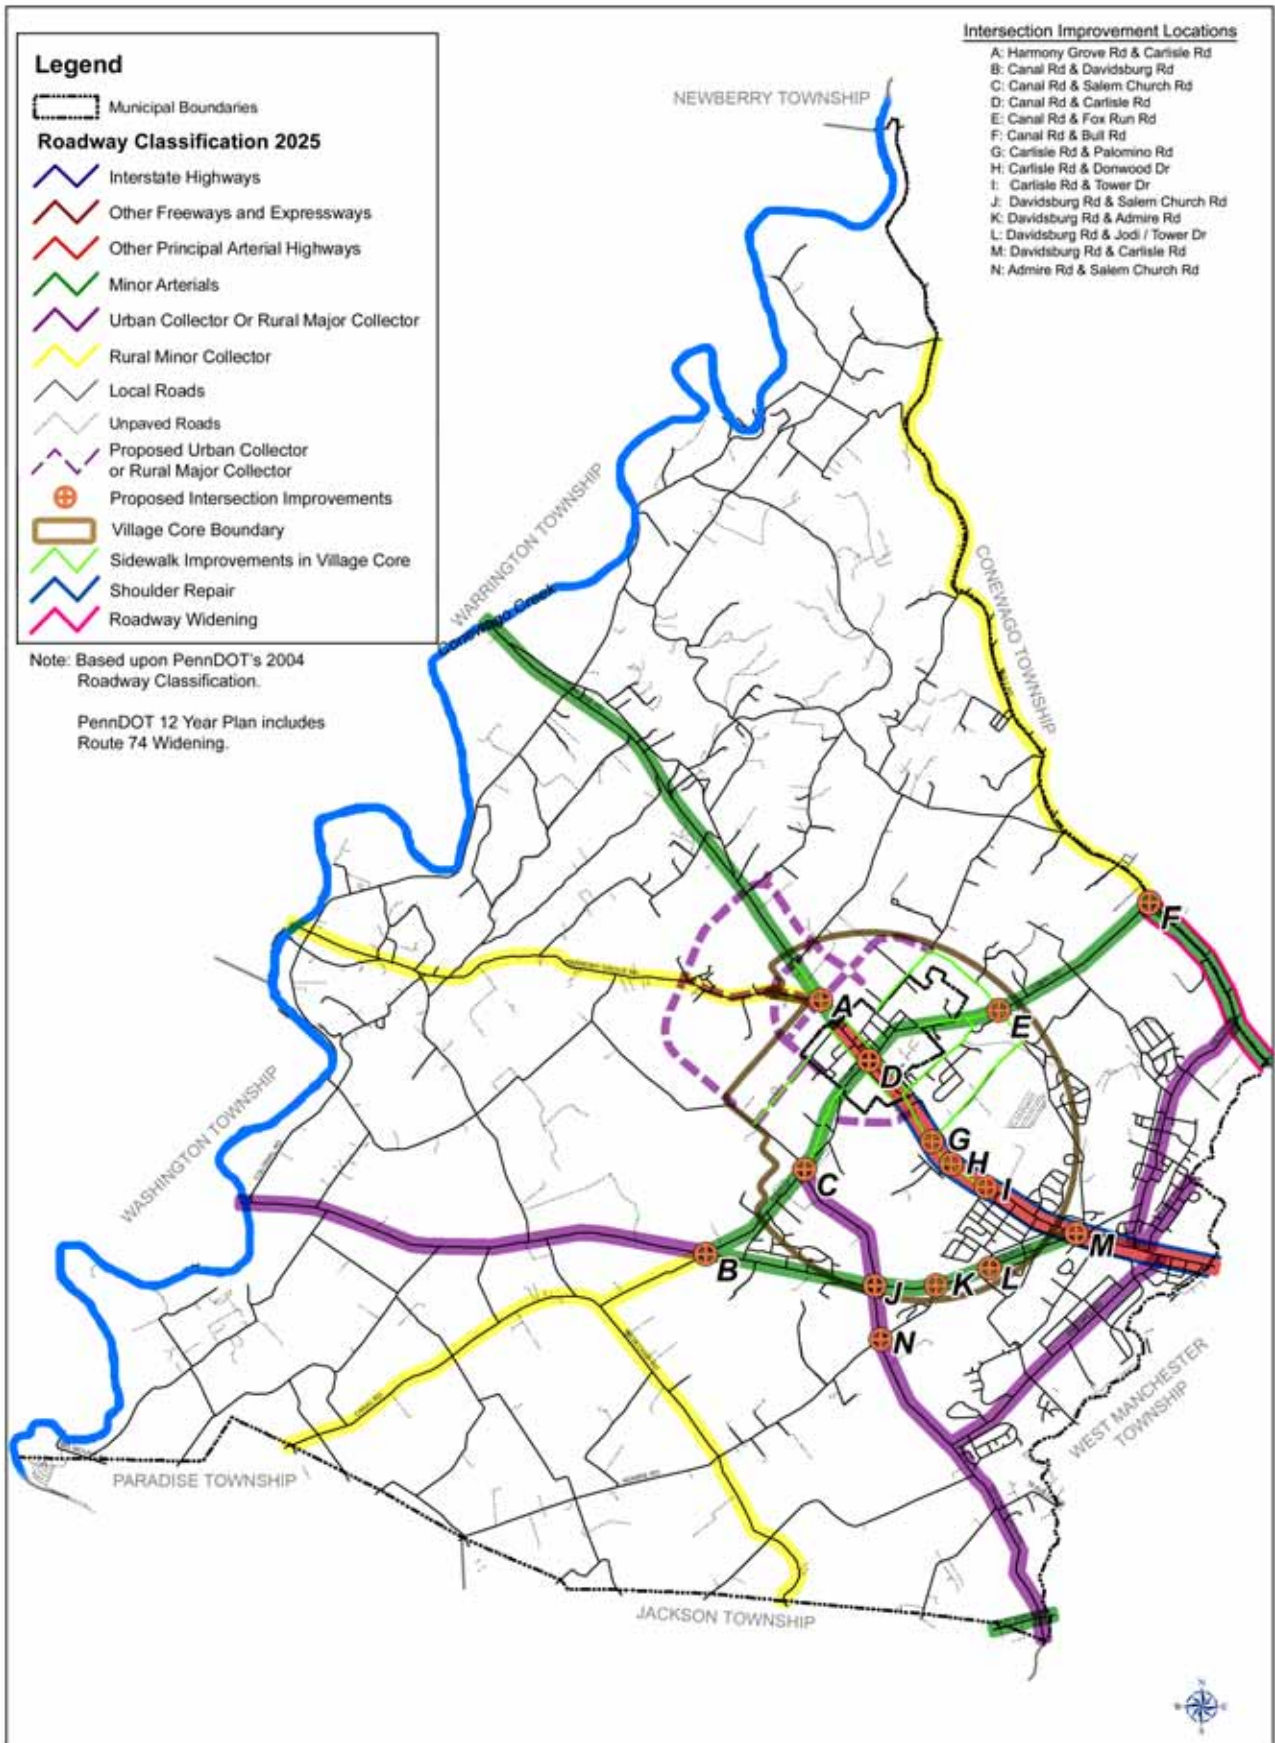 Legend
Municipal Boundaries
Roadway Classification 2025
Interstate Highways
Other Freeways and Expressways
Other Principal Arterial Highways
Minor Arterials
Urban Collector Or Rural Major Collector
Rural Minor Collector
Local Roads
Unpaved Roads
Proposed Urban Collector
or Rural Major Collector
Proposed Intersection Improvements
Village Core Boundary
Sidewalk Improvements in Village Core
Shoulder Repair
Roadway Widening
Note: Based upon PennDOT's 2004
Roadway Classification.
PennDOT 12 Year Plan includes
Route 74 Widening.
Intersection Improvement Locations
A: Harmony Grove Rd & Carlisle Rd
B: Canal Rd & Davidsburg Rd
C: Canal Rd & Salem Church Rd
D: Canal Rd & Carlisle Rd
E: Canal Rd & Fox Run Rd
F: Canal Rd & Bull Rd
G: Carlisle Rd & Palomino Rd
H: Carlisle Rd & Donwood Dr
I: Carlisle Rd & Tower Dr
J: Davidsburg Rd & Salem Church Rd
K: Davidsburg Rd & Admire Rd
L: Davidsburg Rd & Jodi / Tower Dr
M: Davidsburg Rd & Carlisle Rd
N: Admire Rd & Salem Church Rd
NEWBERRY TOWNSHIP
WARRINGTON TOWNSHIP
Conewago Creek
CONEWAGO TOWNSHIP
F
A
E
D
WASHINGTON TOWNSHIP
G
H
C
I
M
B
L
J
K
N
WEST MANCHESTER
TOWNSHIP
PARADISE TOWNSHIP
JACKSON TOWNSHIP